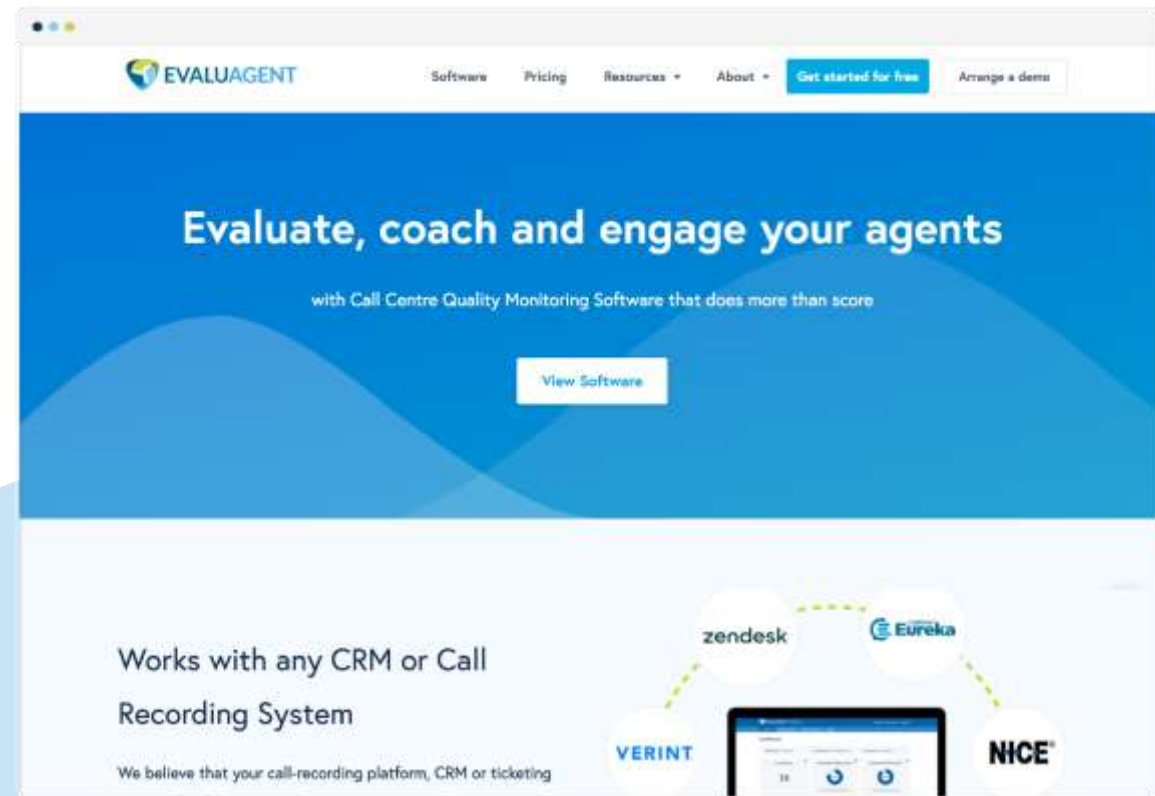 EVALUAGENT
Software Pricing Resources About Get started for free Arrange a demo
Evaluate, coach and engage your agents
with Call Centre Quality Monitoring Software that does more than score
View Software
zendesk
Eureka
Works with any CRM or Call
Recording System
VERINT
NICE
We believe that your call-recording platform, CRM or ticketing